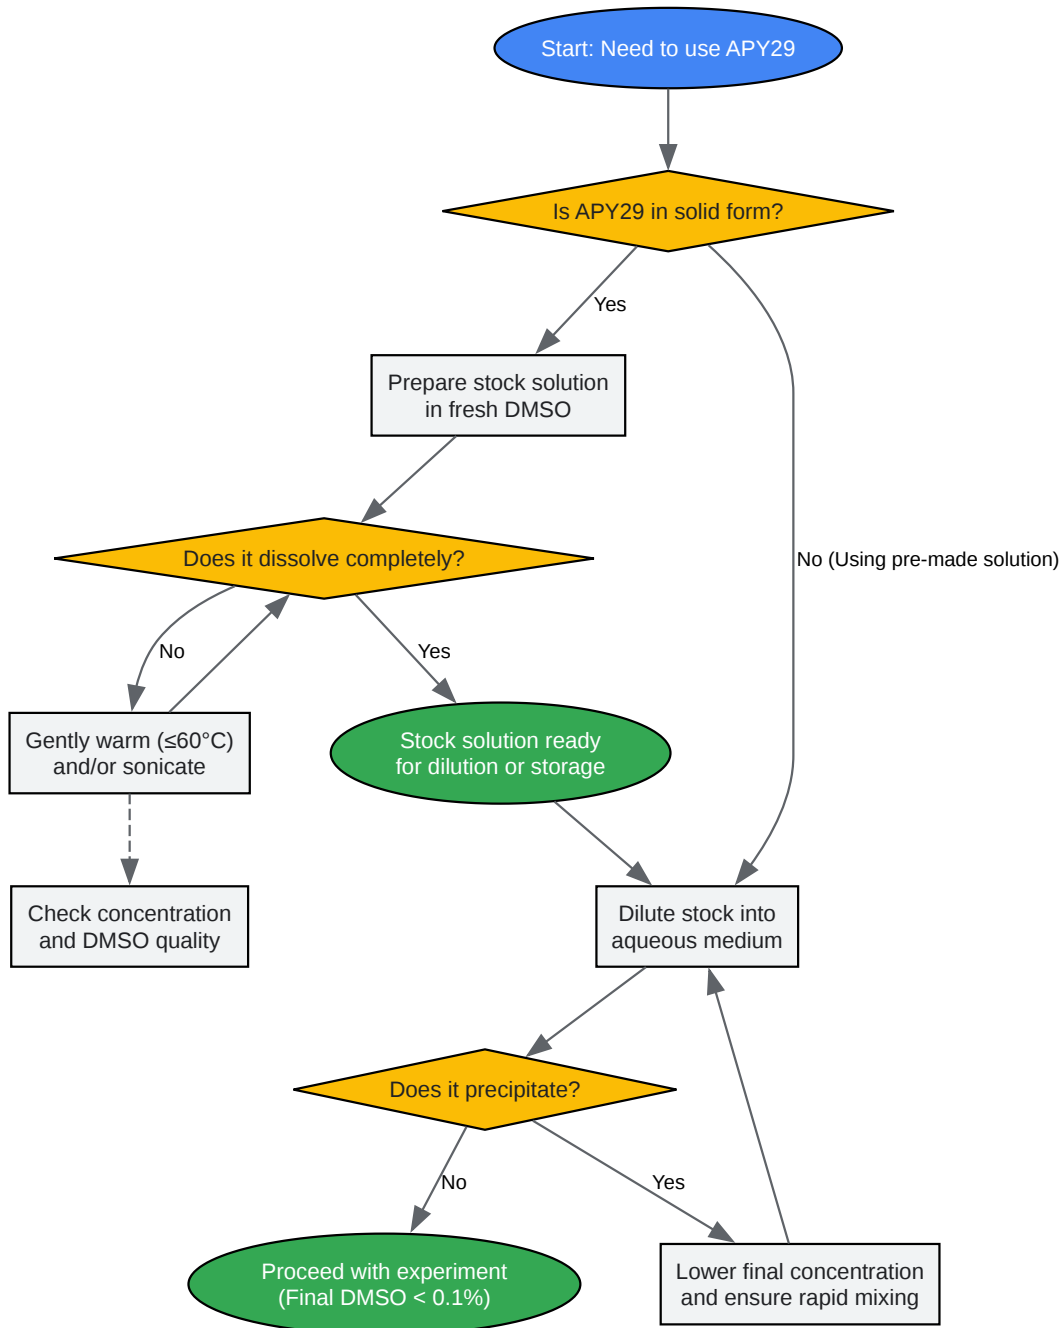 Start: Need to use APY29
Is APY29 in solid form?
Yes
Prepare stock solution
in fresh DMSO
Does it dissolve completely?
No (Using pre-made solution)
No
Yes
Gently warm (≤60°C)
and/or sonicate
Stock solution ready
for dilution or storage
Check concentration
and DMSO quality
Dilute stock into
aqueous medium
Does it precipitate?
No
Yes
Proceed with experiment
(Final DMSO < 0.1%)
Lower final concentration
and ensure rapid mixing